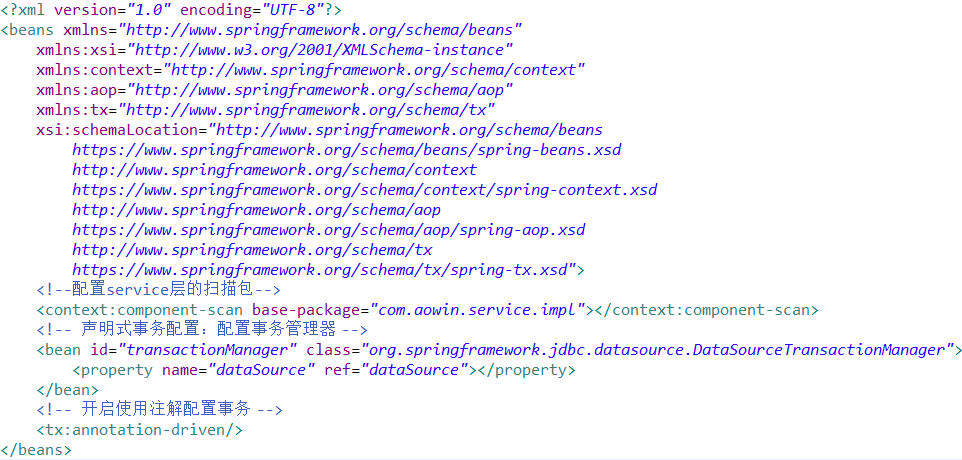 <?xml version="1.0" encoding="UTF-8"?>
<beans xmlns="http://www.springframework.org/schema/beans"
    xmlns:xsi="http://www.w3.org/2001/XMLSchema-instance"
    xmlns:context="http://www.springframework.org/schema/context"
    xmlns:aop="http://www.springframework.org/schema/aop"
    xmlns:tx="http://www.springframework.org/schema/tx"
    xsi:schemaLocation="http://www.springframework.org/schema/beans
        https://www.springframework.org/schema/beans/spring-beans.xsd
        http://www.springframework.org/schema/context
        https://www.springframework.org/schema/context/spring-context.xsd
        http://www.springframework.org/schema/aop
        https://www.springframework.org/schema/aop/spring-aop.xsd
        http://www.springframework.org/schema/tx
        https://www.springframework.org/schema/tx/spring-tx.xsd">
    <!--配置service层的扫描包-->
    <context:component-scan base-package="com.aowin.service.impl"></context:component-scan>
    <!-- 声明式事务配置：配置事务管理器 -->
    <bean id="transactionManager" class="org.springframework.jdbc.datasource.DataSourceTransactionManager">
        <property name="dataSource" ref="dataSource"></property>
    </bean>
    <!-- 开启使用注解配置事务 -->
    <tx:annotation-driven/>
</beans>